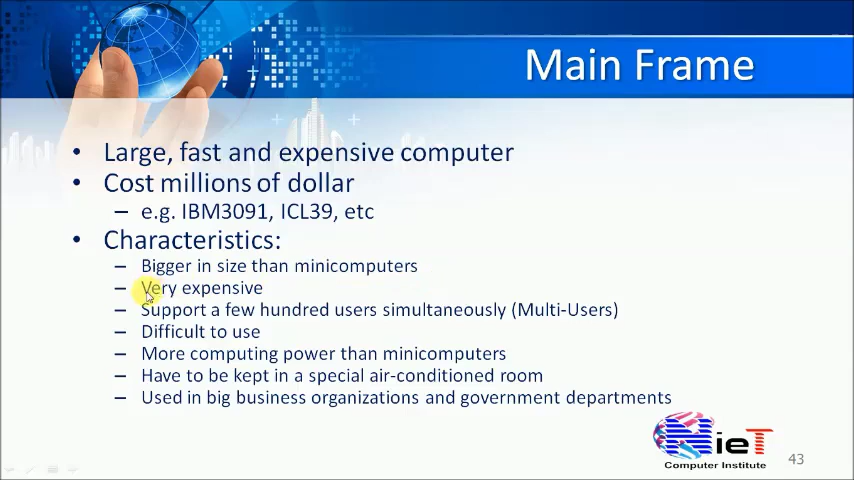 Main Frame
• Large, fast and expensive computer
• Cost millions of dollar
– e.g. IBM3091, ICL39, etc
• Characteristics:
– Bigger in size than minicomputers
– Very expensive
– Support a few hundred users simultaneously (Multi-Users)
– Difficult to use
– More computing power than minicomputers
– Have to be kept in a special air-conditioned room
– Used in big business organizations and government departments
NieT
Computer Institute
43